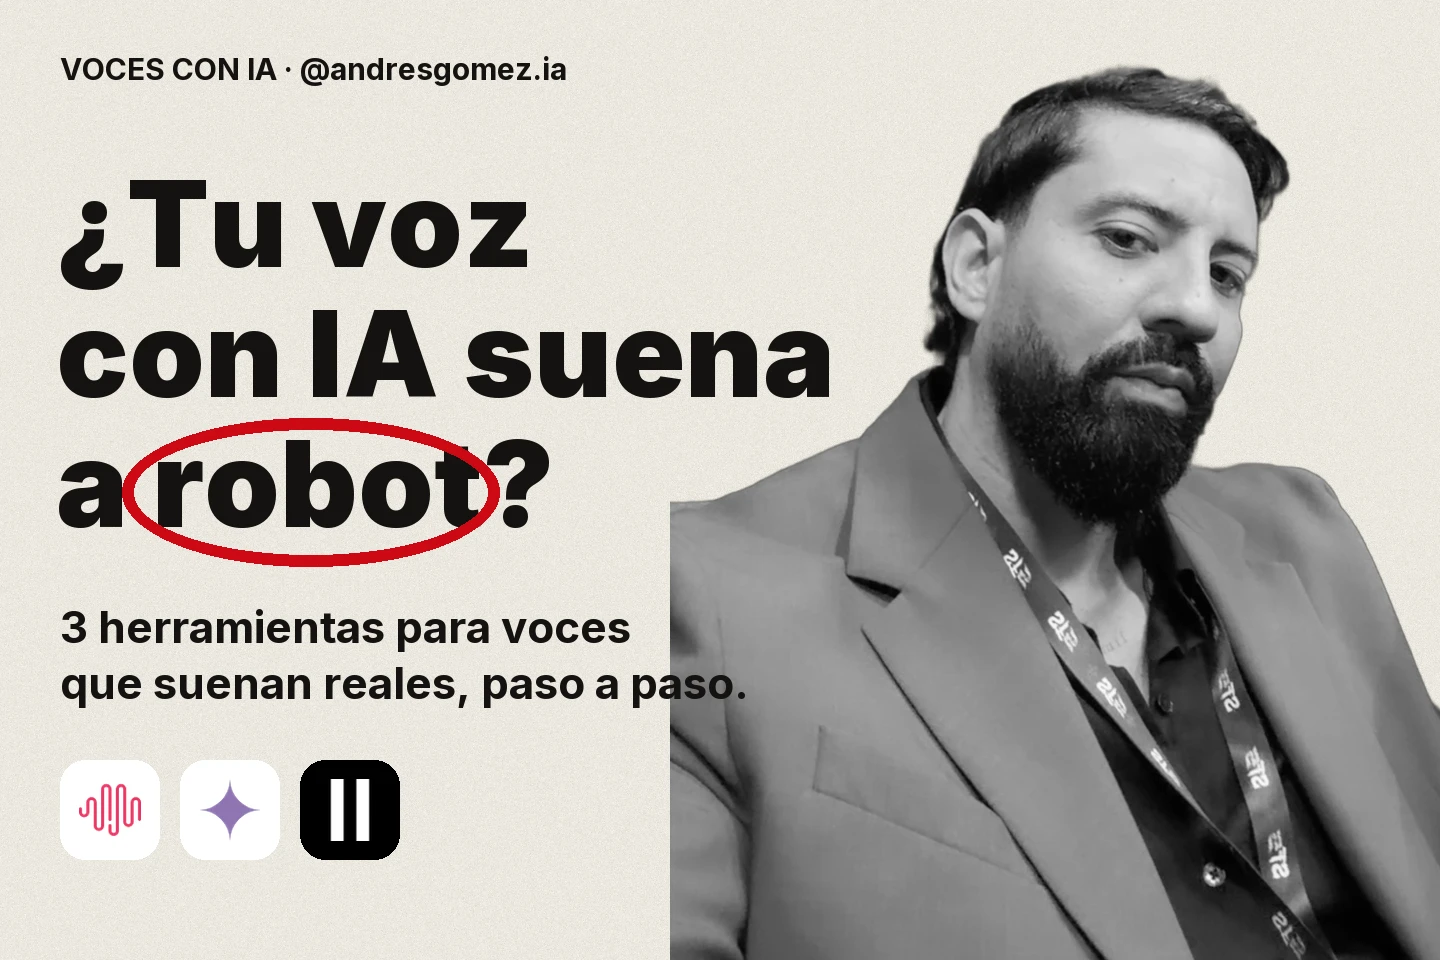 VOCES CON IA · @andresgomez.ia
¿Tu voz
con IA suena
a robot?
3 herramientas para voces
que suenan reales, paso a paso.